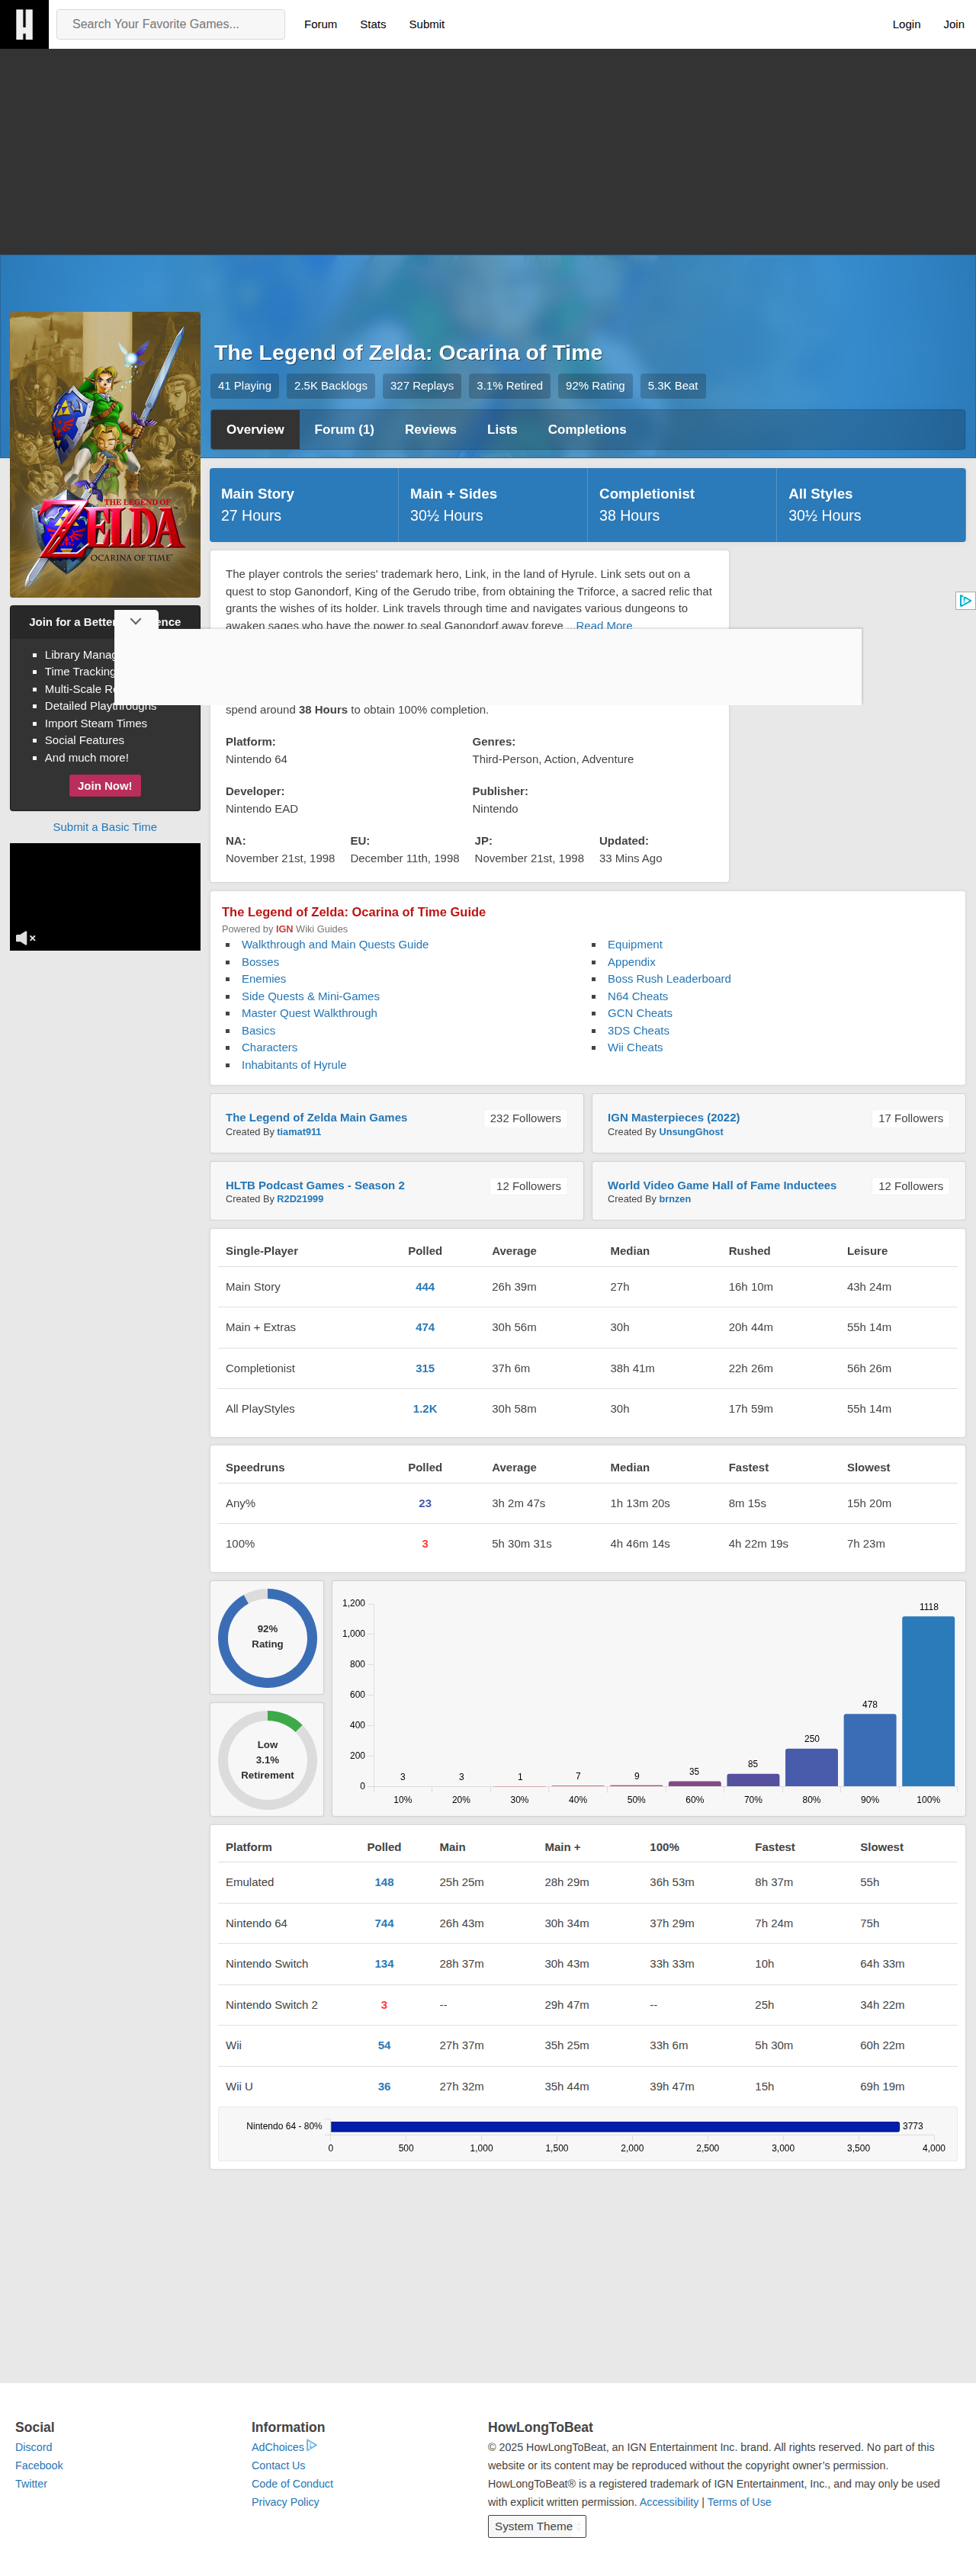 Search Your Favorite Games...
Forum
Stats
Submit
Login
Join
The Legend of Zelda: Ocarina of Time
41 Playing
2.5K Backlogs
327 Replays
3.1% Retired
92% Rating
5.3K Beat
Overview
Forum (1)
Reviews
Lists
Completions
THE LEGEND OF
ZELDA
OCARINA OF TIME
Main Story
27 Hours
Main + Sides
30½ Hours
Completionist
38 Hours
All Styles
30½ Hours
The player controls the series' trademark hero, Link, in the land of Hyrule. Link sets out on a
quest to stop Ganondorf, King of the Gerudo tribe, from obtaining the Triforce, a sacred relic that
grants the wishes of its holder. Link travels through time and navigates various dungeons to
awaken sages who have the power to seal Ganondorf away foreve ...Read More
spend around 38 Hours to obtain 100% completion.
Platform:
Nintendo 64
Genres:
Third-Person, Action, Adventure
Developer:
Nintendo EAD
Publisher:
Nintendo
NA:
November 21st, 1998
EU:
December 11th, 1998
JP:
November 21st, 1998
Updated:
33 Mins Ago
Join for a Better
Library
Time Tracking
Multi-Scale
Detailed Playthroughs
Import Steam Times
Social Features
And much more!
Join Now!
Submit a Basic Time
The Legend of Zelda: Ocarina of Time Guide
Powered by IGN Wiki Guides
Walkthrough and Main Quests Guide
Bosses
Enemies
Side Quests & Mini-Games
Master Quest Walkthrough
Basics
Characters
Inhabitants of Hyrule
Equipment
Appendix
Boss Rush Leaderboard
N64 Cheats
GCN Cheats
3DS Cheats
Wii Cheats
The Legend of Zelda Main Games
Created By tiamat911
232 Followers
IGN Masterpieces (2022)
Created By UnsungGhost
17 Followers
HLTB Podcast Games - Season 2
Created By R2D21999
12 Followers
World Video Game Hall of Fame Inductees
Created By brnzen
12 Followers
Single-Player Polled Average Median Rushed Leisure
Main Story 444 26h 39m 27h 16h 10m 43h 24m
Main + Extras 474 30h 56m 30h 20h 44m 55h 14m
Completionist 315 37h 6m 38h 41m 22h 26m 56h 26m
All PlayStyles 1.2K 30h 58m 30h 17h 59m 55h 14m
Speedruns Polled Average Median Fastest Slowest
Any% 23 3h 2m 47s 1h 13m 20s 8m 15s 15h 20m
100% 3 5h 30m 31s 4h 46m 14s 4h 22m 19s 7h 23m
92%
Rating
Low
3.1%
Retirement
1,200
1,000
800
600
400
200
0
3 3 1 7 9 35 85 250 478 1118
10% 20% 30% 40% 50% 60% 70% 80% 90% 100%
Platform Polled Main Main + 100% Fastest Slowest
Emulated 148 25h 25m 28h 29m 36h 53m 8h 37m 55h
Nintendo 64 744 26h 43m 30h 34m 37h 29m 7h 24m 75h
Nintendo Switch 134 28h 37m 30h 43m 33h 33m 10h 64h 33m
Nintendo Switch 2 3 -- 29h 47m -- 25h 34h 22m
Wii 54 27h 37m 35h 25m 33h 6m 5h 30m 60h 22m
Wii U 36 27h 32m 35h 44m 39h 47m 15h 69h 19m
Nintendo 64 - 80% 3773
0 500 1,000 1,500 2,000 2,500 3,000 3,500 4,000
Social
Discord
Facebook
Twitter
Information
AdChoices
Contact Us
Code of Conduct
Privacy Policy
HowLongToBeat
© 2025 HowLongToBeat, an IGN Entertainment Inc. brand. All rights reserved. No part of this
website or its content may be reproduced without the copyright owner's permission.
HowLongToBeat® is a registered trademark of IGN Entertainment, Inc., and may only be used
with explicit written permission. Accessibility | Terms of Use
System Theme